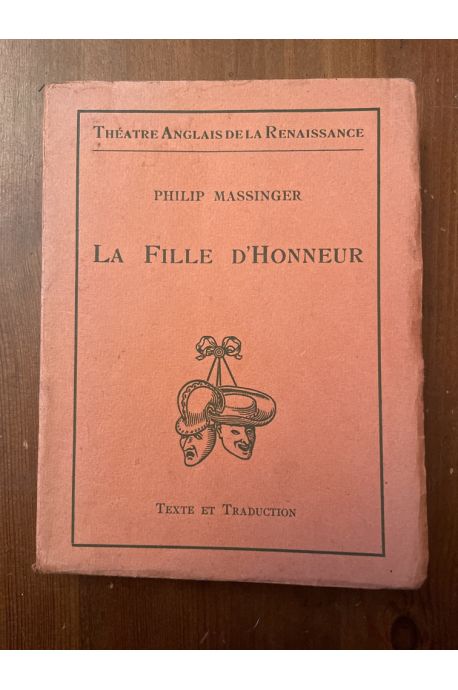 THÉATRE ANGLAIS DE LA RENAISSANCE
PHILIP MASSINGER
LA FILLE D'HONNEUR
TEXTE ET TRADUCTION